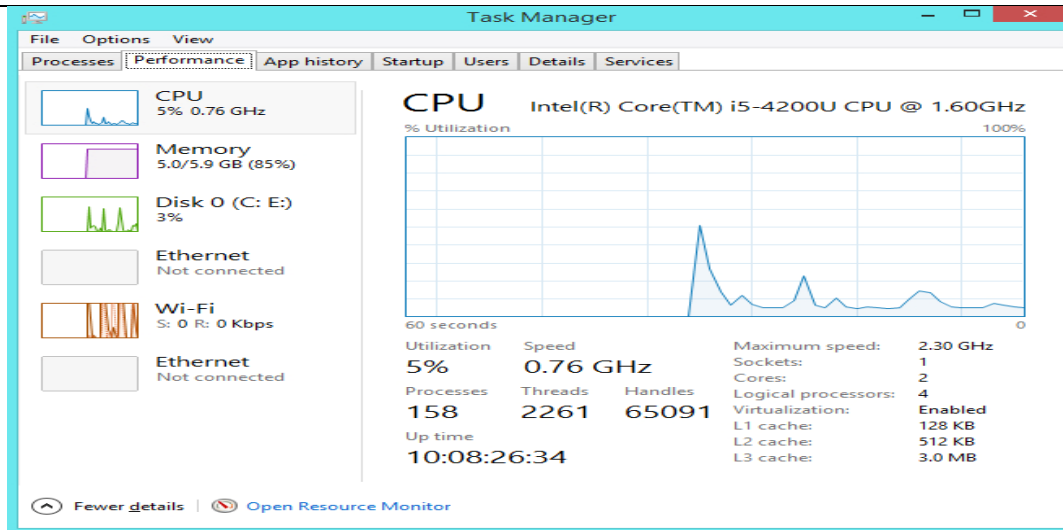 Task Manager
File Options View
Processes Performance App history Startup Users Details Services
CPU
5% 0.76 GHz
Memory
5.0/5.9 GB (85%)
Disk 0 (C: E:)
3%
Ethernet
Not connected
Wi-Fi
S: 0 R: 0 Kbps
Ethernet
Not connected
CPU Intel(R) Core(TM) i5-4200U CPU @ 1.60GHz
% Utilization 100%
60 seconds 0
Utilization Speed
5% 0.76 GHz
Processes Threads Handles
158 2261 65091
Up time
10:08:26:34
Maximum speed: 2.30 GHz
Sockets: 1
Cores: 2
Logical processors: 4
Virtualization: Enabled
L1 cache: 128 KB
L2 cache: 512 KB
L3 cache: 3.0 MB
Fewer details Open Resource Monitor